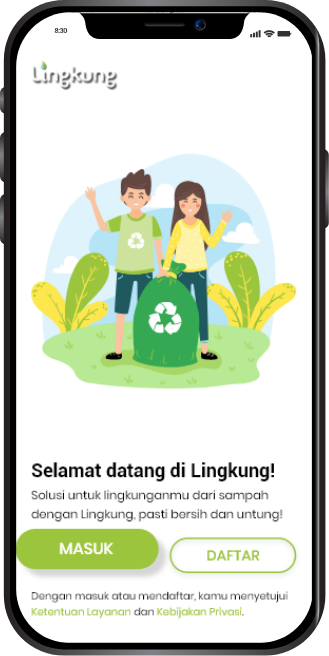 8:30
Lingkung
Selamat datang di Lingkung!
Solusi untuk lingkunganmu dari sampah
dengan Lingkung, pasti bersih dan untung!
MASUK
DAFTAR
Dengan masuk atau mendaftar, kamu menyetujui
Ketentuan Layanan dan Kebijakan Privasi.